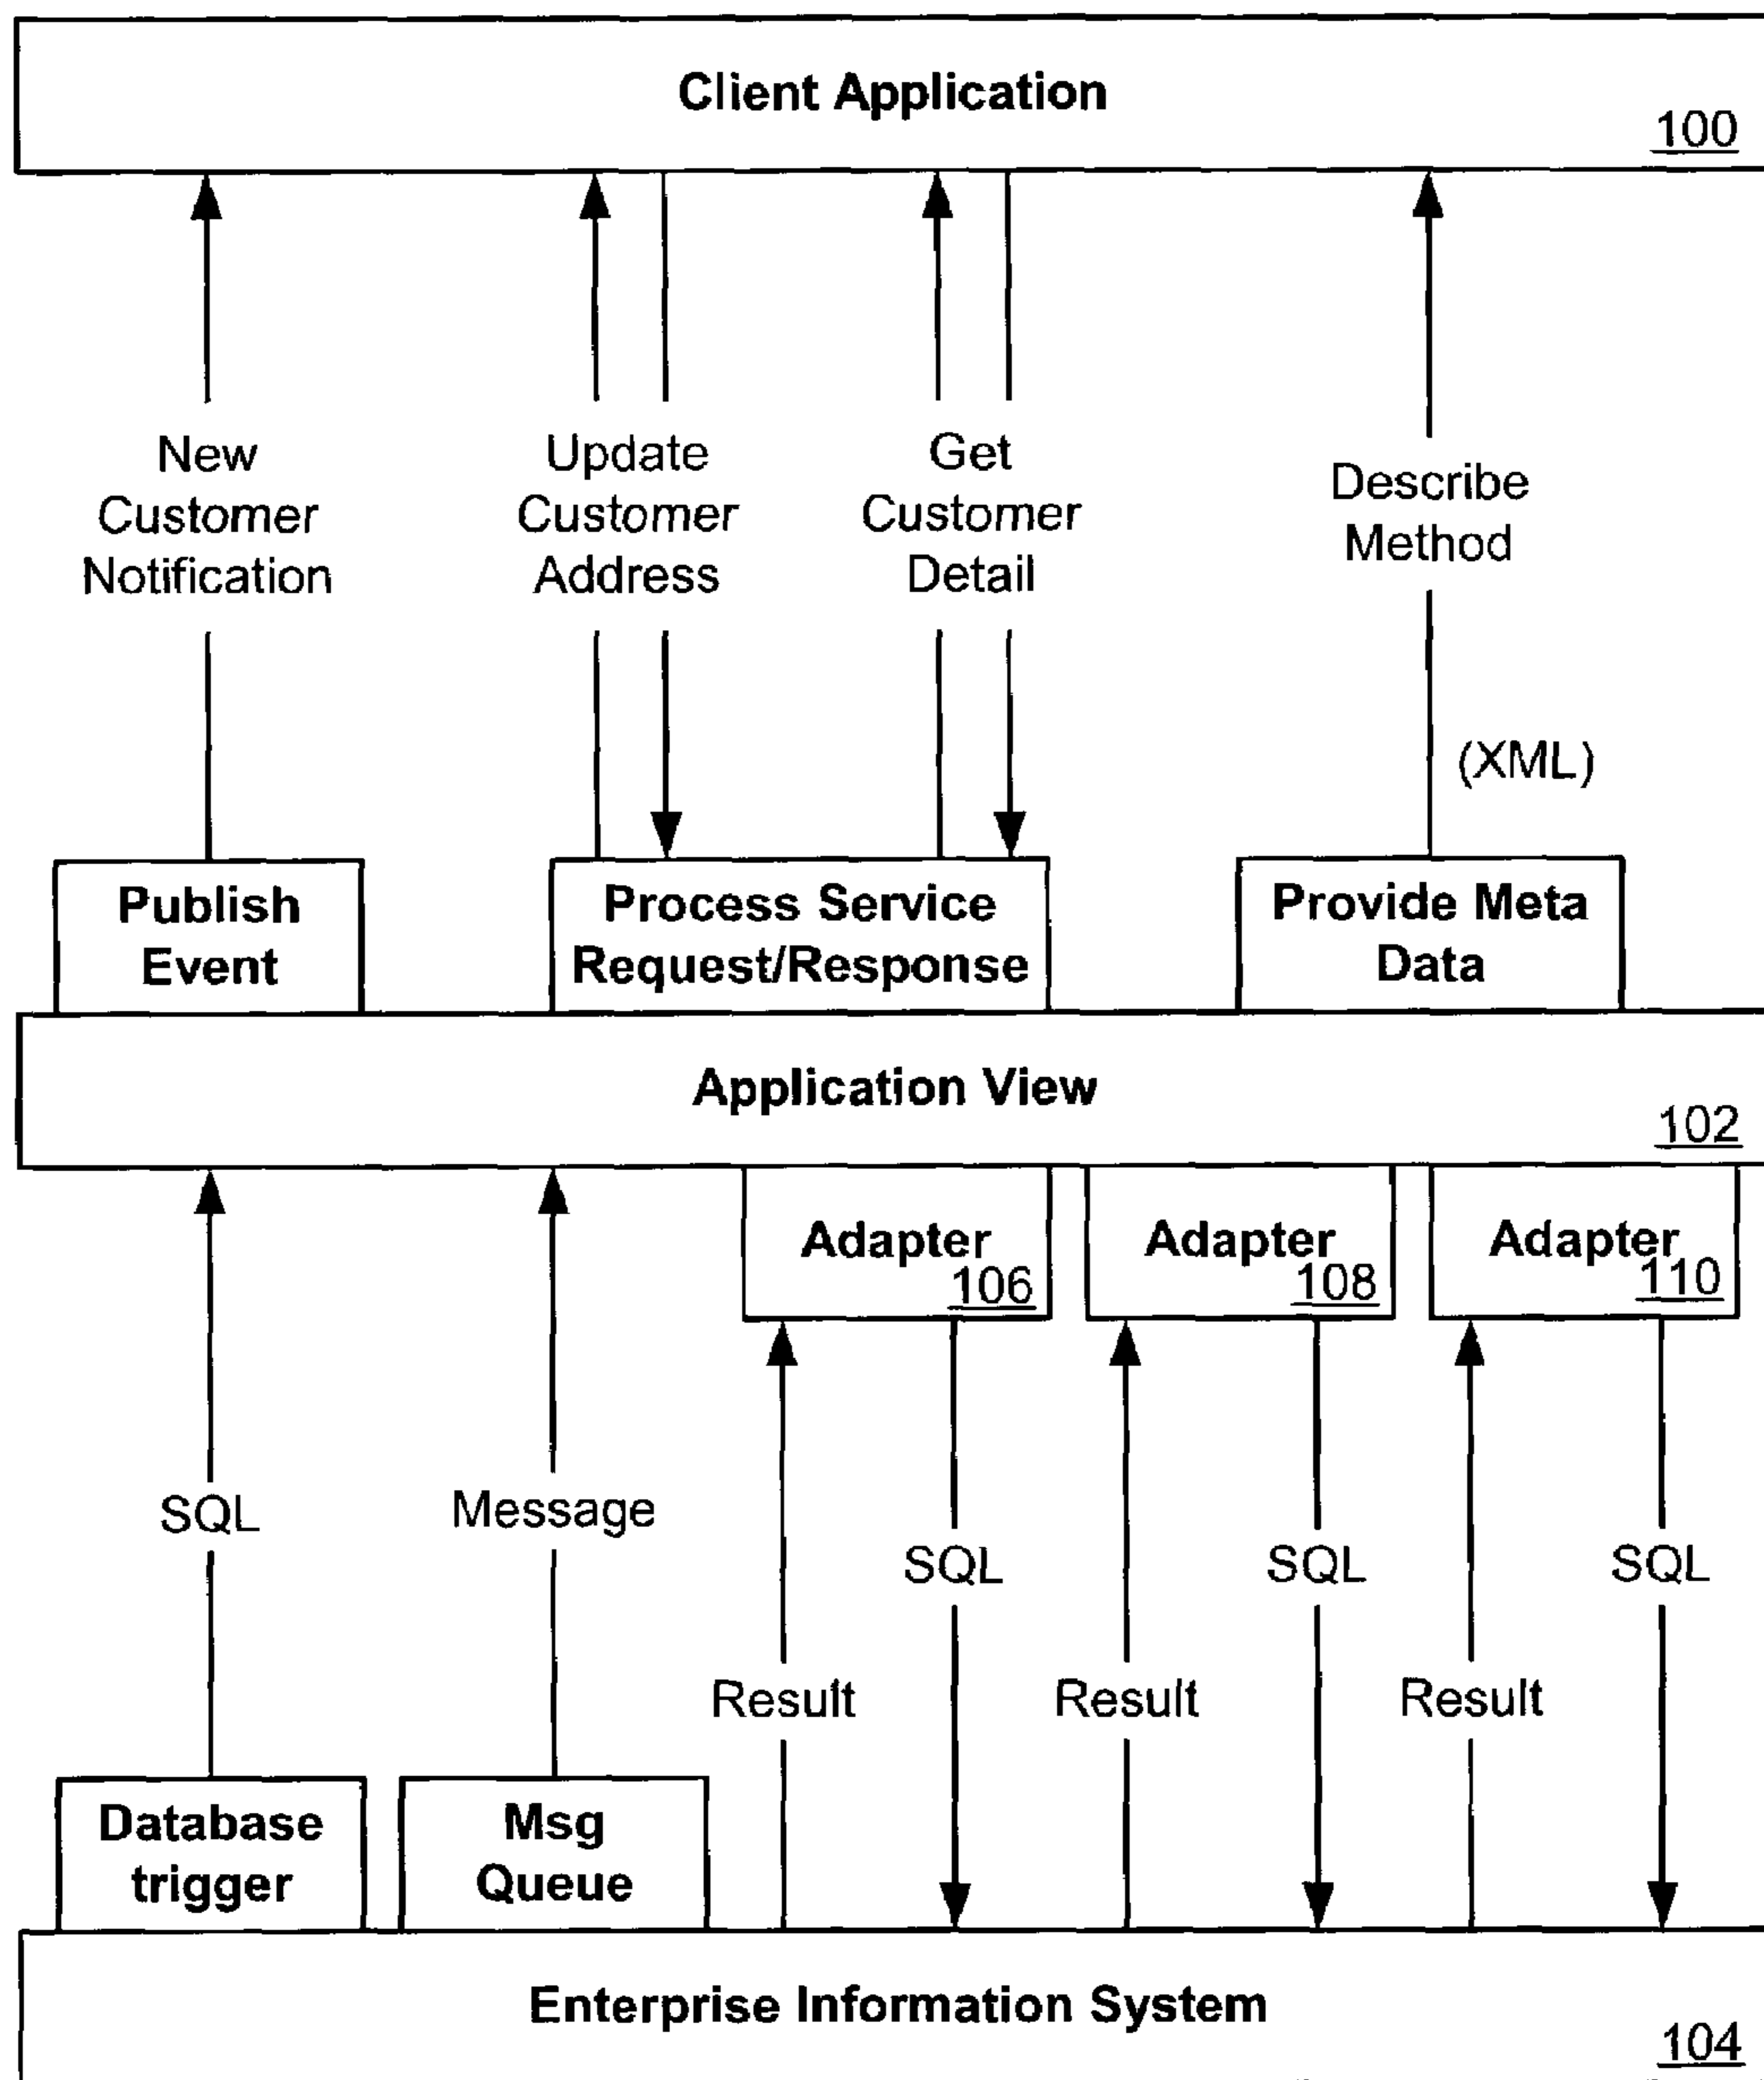 Client Application
100
New
Customer
Notification
Update
Customer
Address
Get
Customer
Detail
Describe
Method
(XML)
Publish
Event
Process Service
Request/Response
Provide Meta
Data
Application View
102
Adapter
106
Adapter
108
Adapter
110
SQL
Message
SQL
SQL
SQL
Result
Result
Result
Database
trigger
Msg
Queue
Enterprise Information System
104